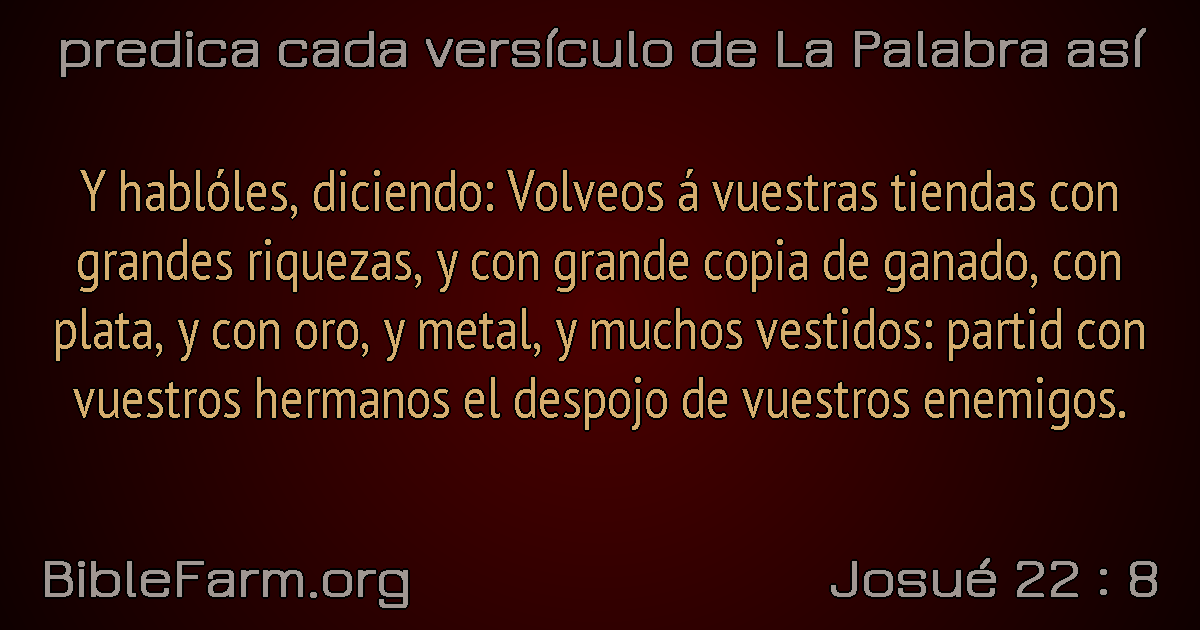 predica cada versículo de La Palabra así
Y hablóles, diciendo: Volveos á vuestras tiendas con
grandes riquezas, y con grande copia de ganado, con
plata, y con oro, y metal, y muchos vestidos: partid con
vuestros hermanos el despojo de vuestros enemigos.
BibleFarm.org
Josué 22 : 8